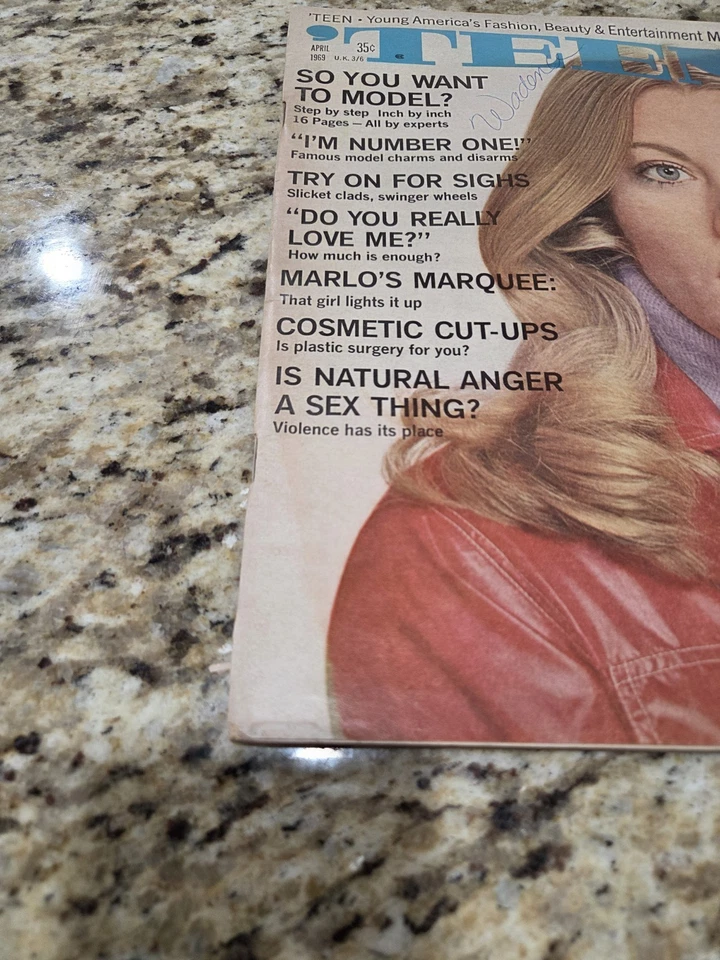 'TEEN • Young America's Fashion, Beauty & Entertainment M
'TEEN
APRIL
1969
35¢
U.K. 3/6
SO YOU WANT
TO MODEL?
Step by step Inch by inch
16 Pages — All by experts
"I'M NUMBER ONE!"
Famous model charms and disarms
TRY ON FOR SIGHS
Slicket clads, swinger wheels
"DO YOU REALLY
LOVE ME?"
How much is enough?
MARLO'S MARQUEE:
That girl lights it up
COSMETIC CUT-UPS
Is plastic surgery for you?
IS NATURAL ANGER
A SEX THING?
Violence has its place